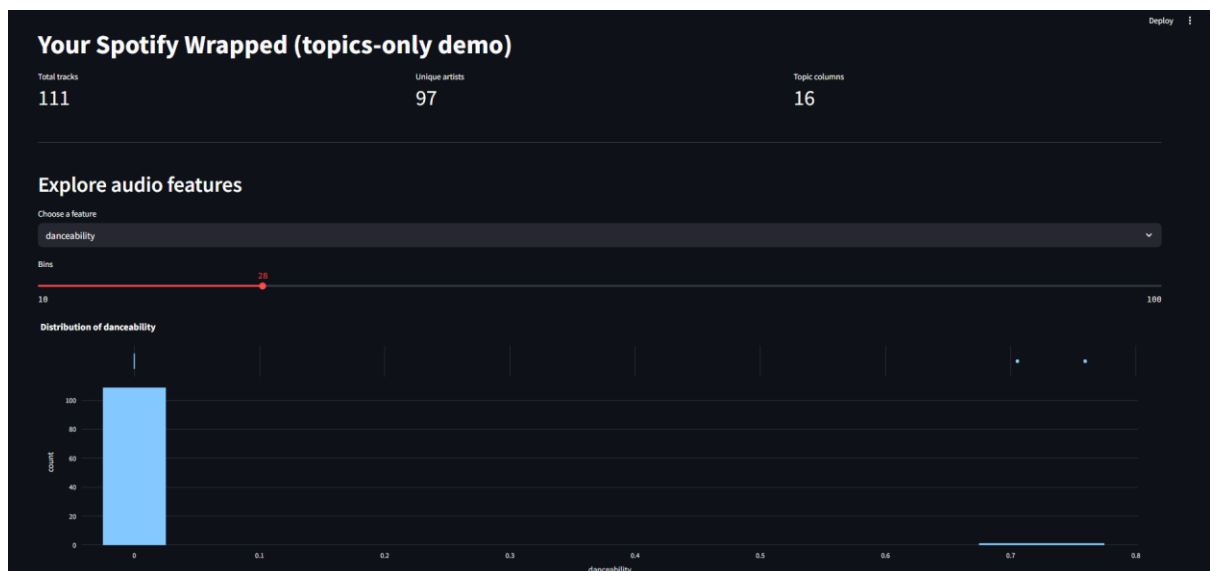 Deploy
Your Spotify Wrapped (topics-only demo)
Total tracks Unique artists Topic columns
111 97 16
Explore audio features
Choose a feature
danceability
Bins
28
10 100
Distribution of danceability
100
80
60
40
20
0
count
0 0.1 0.2 0.3 0.4 0.5 0.6 0.7 0.8
danceability